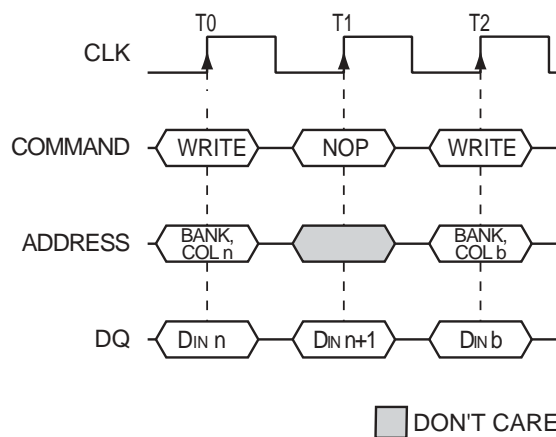 T0 T1 T2
CLK
COMMAND WRITE NOP WRITE
ADDRESS BANK, COL n BANK, COL b
DQ DIN n DIN n+1 DIN b
DON'T CARE